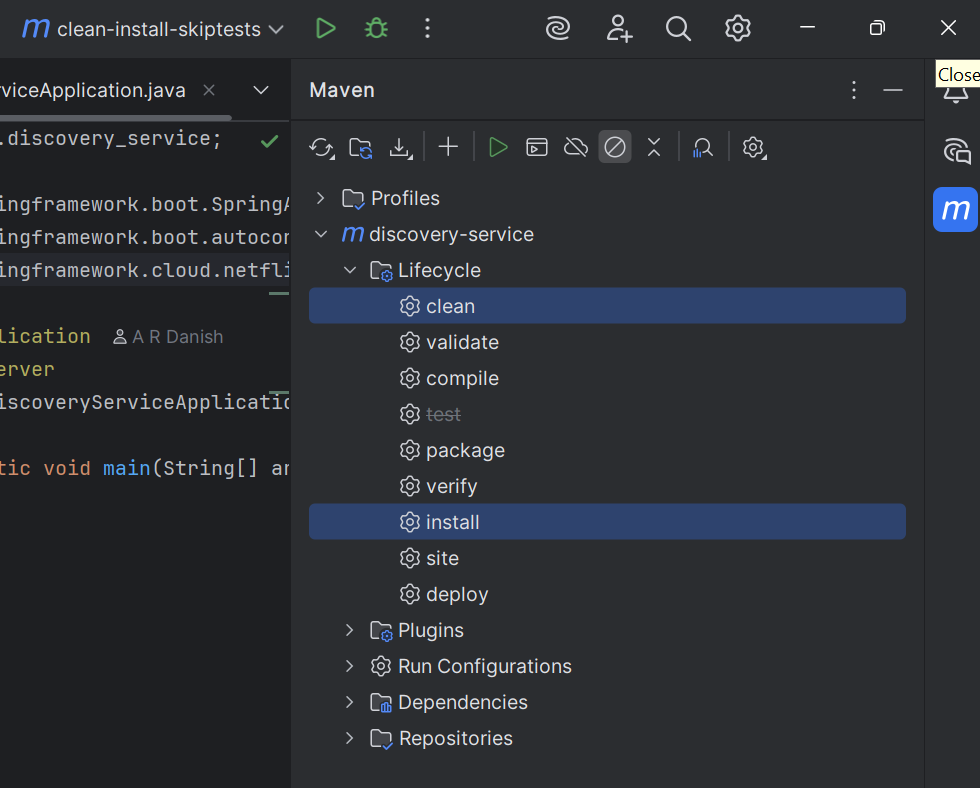 m clean-install-skiptests
rviceApplication.java
Maven
Close
.discovery_service;
ingframework.boot.SpringA
ingframework.boot.autocon
ingframework.cloud.netfli
lication A R Danish
erver
iscoveryServiceApplicatio
tic void main(String[] ar
Profiles
m discovery-service
Lifecycle
clean
validate
compile
test
package
verify
install
site
deploy
Plugins
Run Configurations
Dependencies
Repositories
m